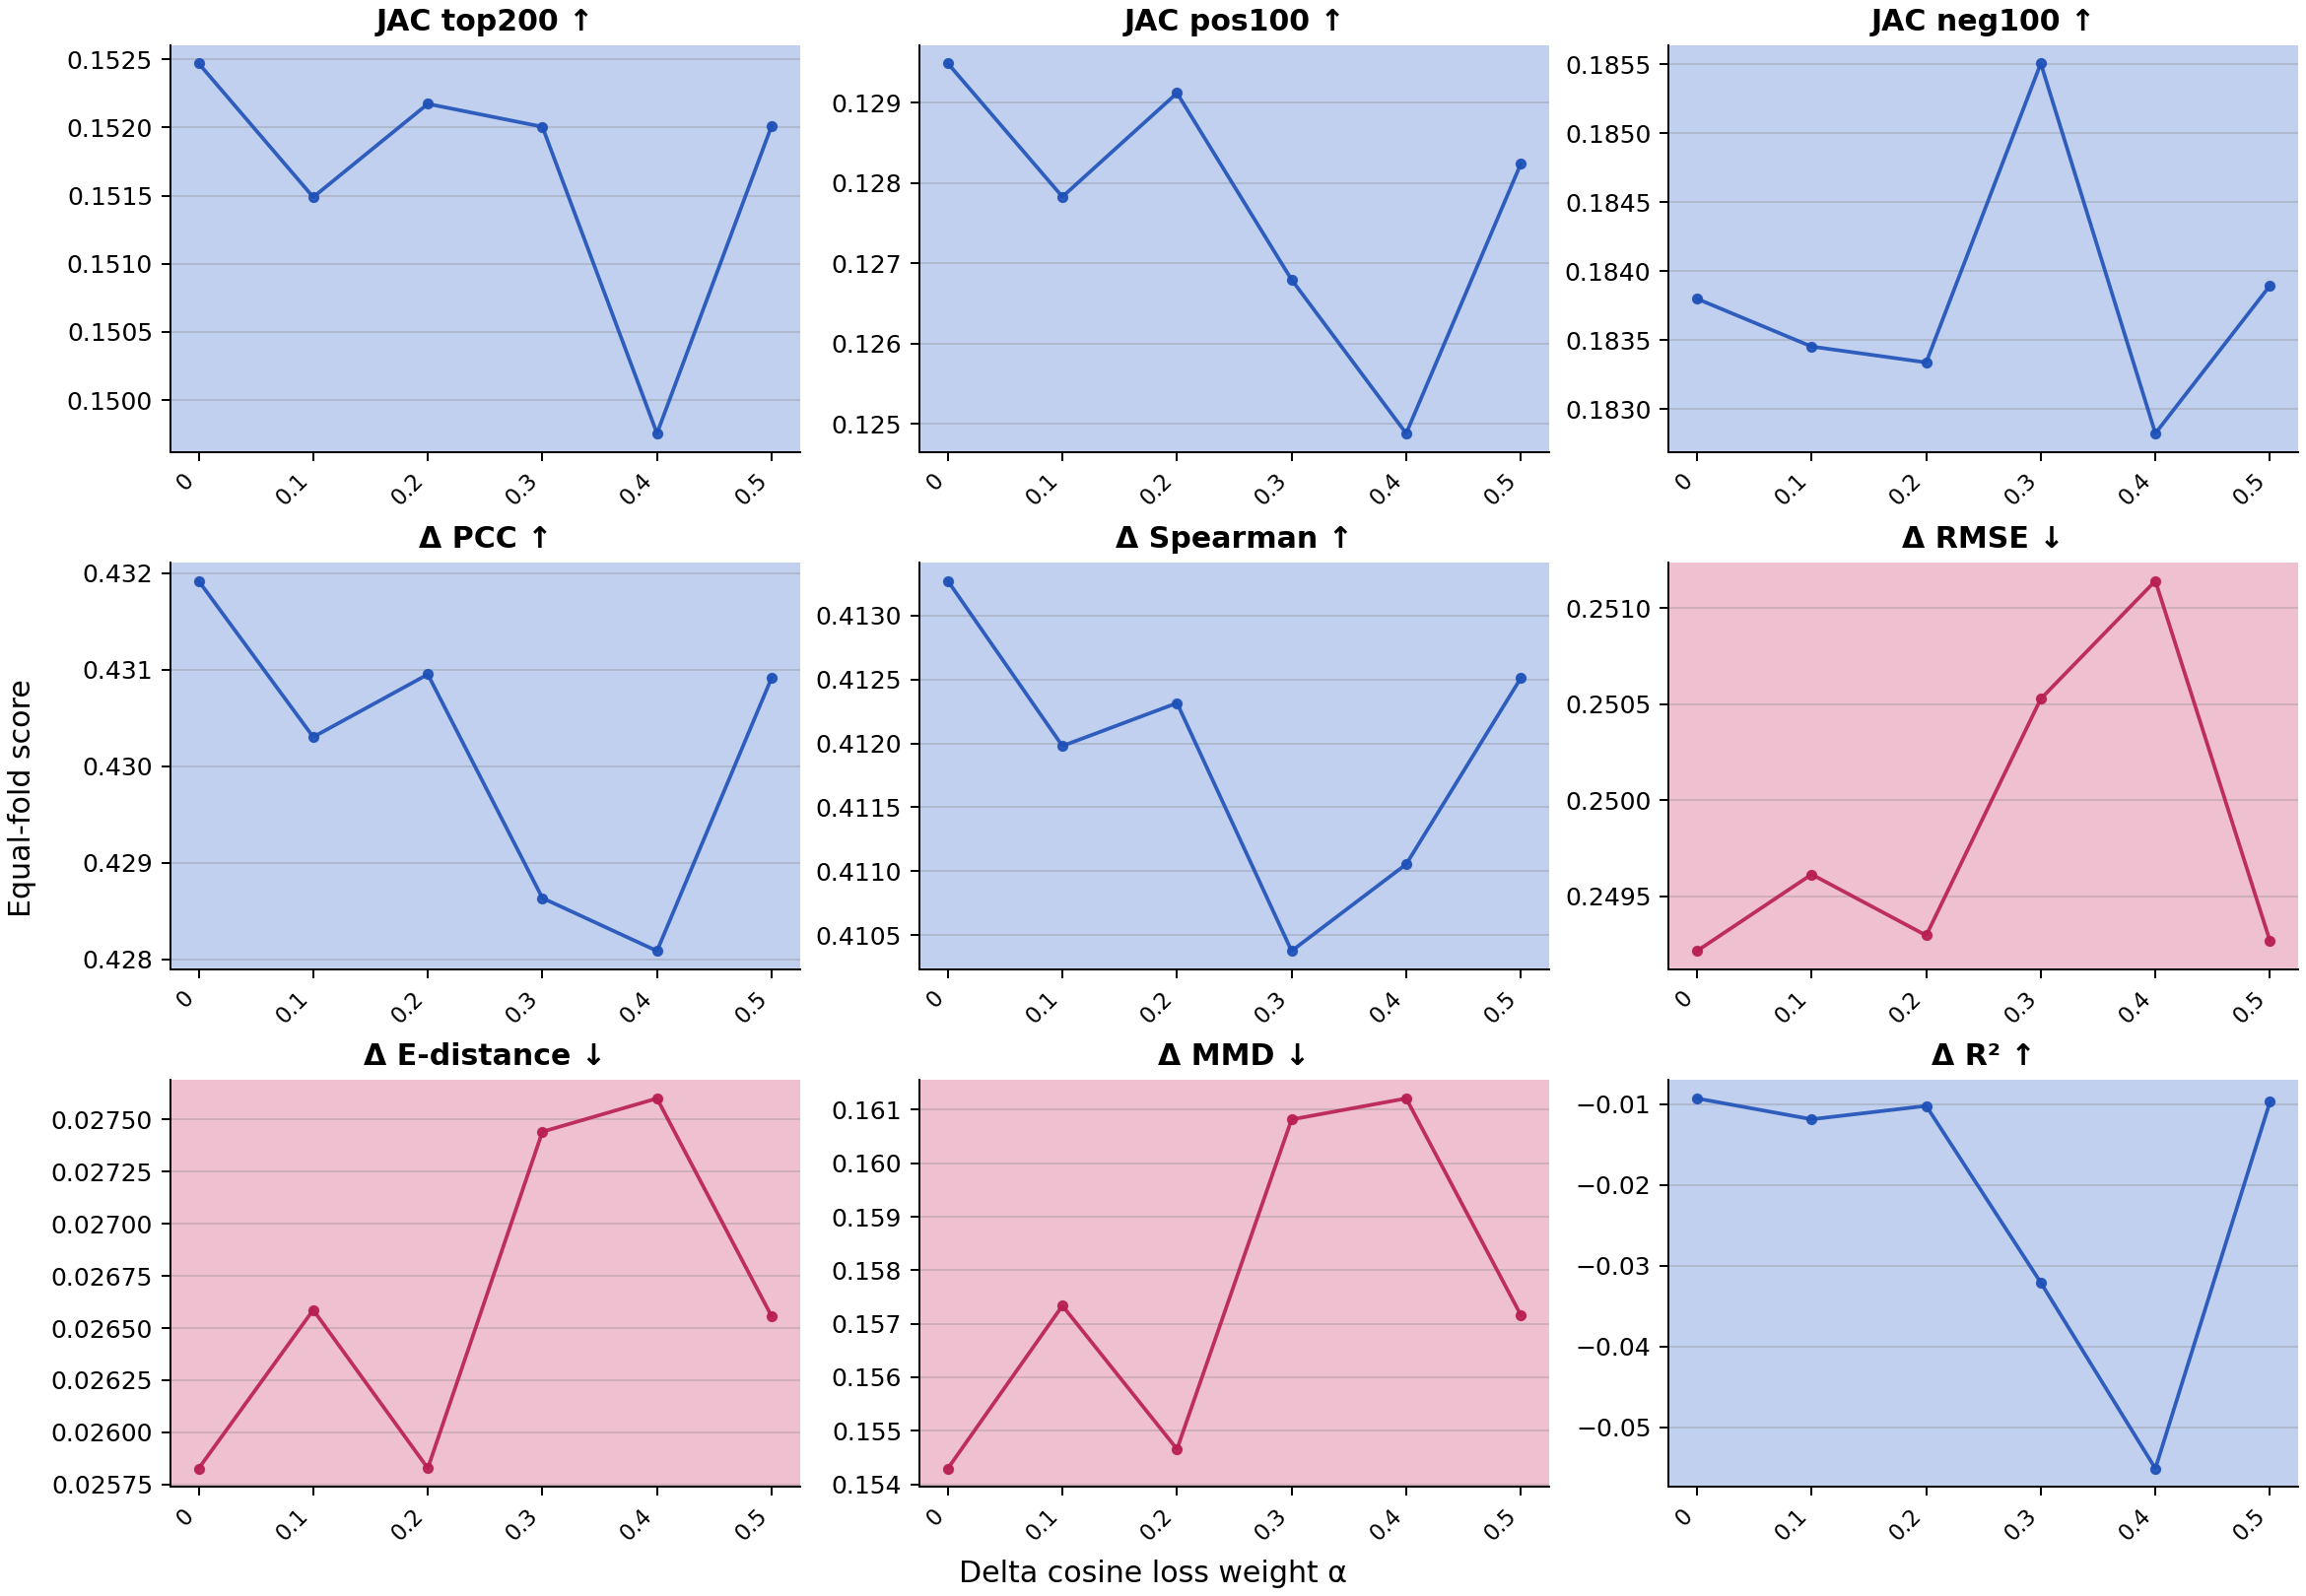 JAC top200 ↑
0.1525
0.1520
0.1515
0.1510
0.1505
0.1500
0 0.1 0.2 0.3 0.4 0.5
JAC pos100 ↑
0.129
0.128
0.127
0.126
0.125
0 0.1 0.2 0.3 0.4 0.5
JAC neg100 ↑
0.1855
0.1850
0.1845
0.1840
0.1835
0.1830
0 0.1 0.2 0.3 0.4 0.5
Equal-fold score
Δ PCC ↑
0.432
0.431
0.430
0.429
0.428
0 0.1 0.2 0.3 0.4 0.5
Δ Spearman ↑
0.4130
0.4125
0.4120
0.4115
0.4110
0.4105
0 0.1 0.2 0.3 0.4 0.5
Δ RMSE ↓
0.2510
0.2505
0.2500
0.2495
0 0.1 0.2 0.3 0.4 0.5
Δ E-distance ↓
0.02750
0.02725
0.02700
0.02675
0.02650
0.02625
0.02600
0.02575
0 0.1 0.2 0.3 0.4 0.5
Δ MMD ↓
0.161
0.160
0.159
0.158
0.157
0.156
0.155
0.154
0 0.1 0.2 0.3 0.4 0.5
Δ R² ↑
−0.01
−0.02
−0.03
−0.04
−0.05
0 0.1 0.2 0.3 0.4 0.5
Delta cosine loss weight α